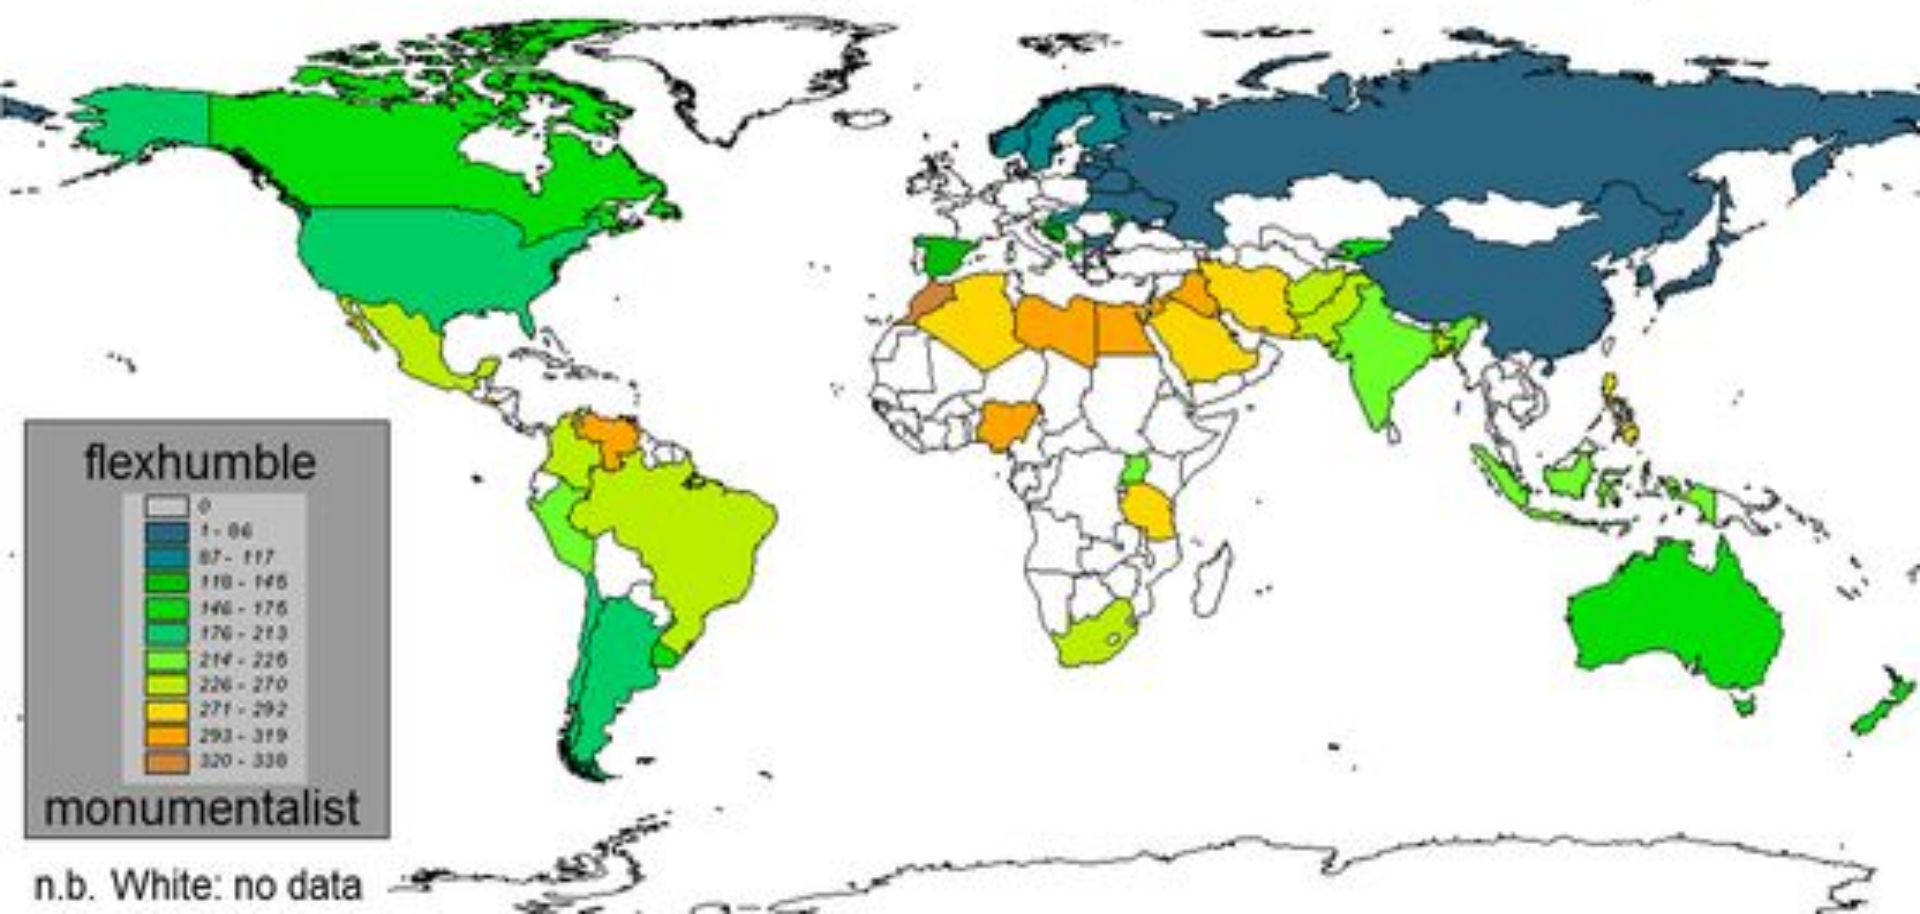 flexhumble
0
1 - 86
87 - 117
118 - 145
146 - 175
176 - 213
214 - 225
226 - 270
271 - 292
293 - 319
320 - 338
monumentalist
n.b. White: no data